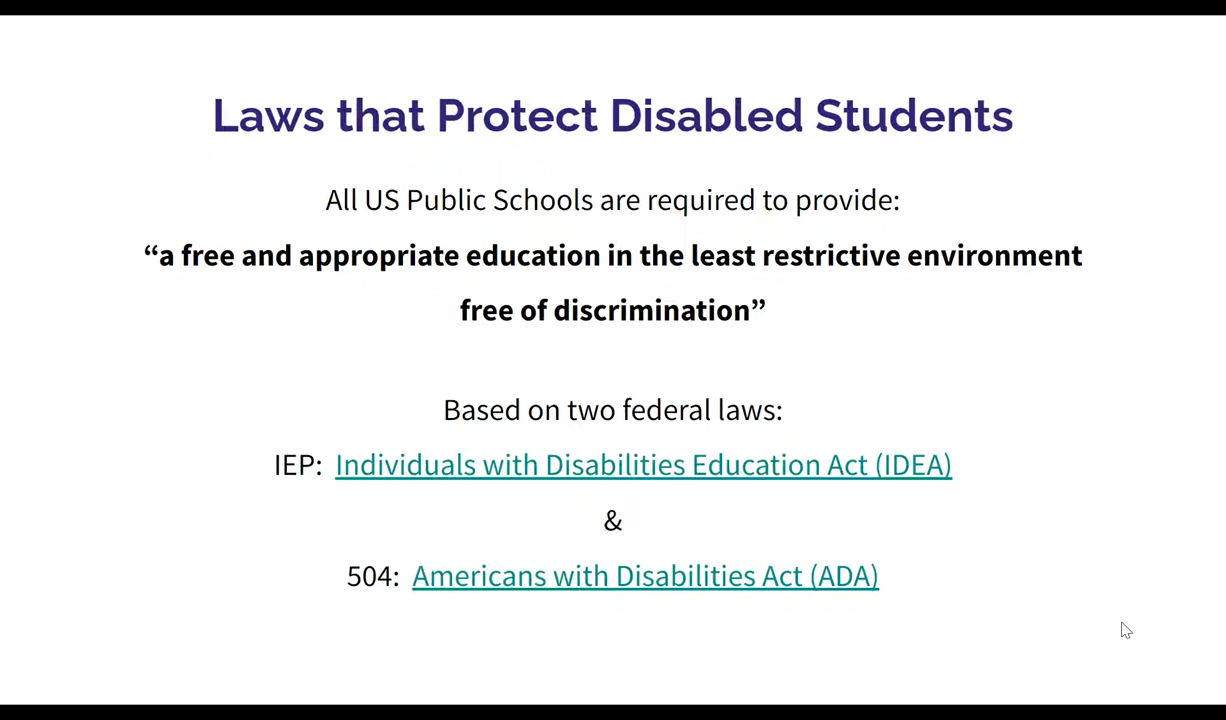 Laws that Protect Disabled Students
All US Public Schools are required to provide:
“a free and appropriate education in the least restrictive environment
free of discrimination”
Based on two federal laws:
IEP: Individuals with Disabilities Education Act (IDEA)
&
504: Americans with Disabilities Act (ADA)